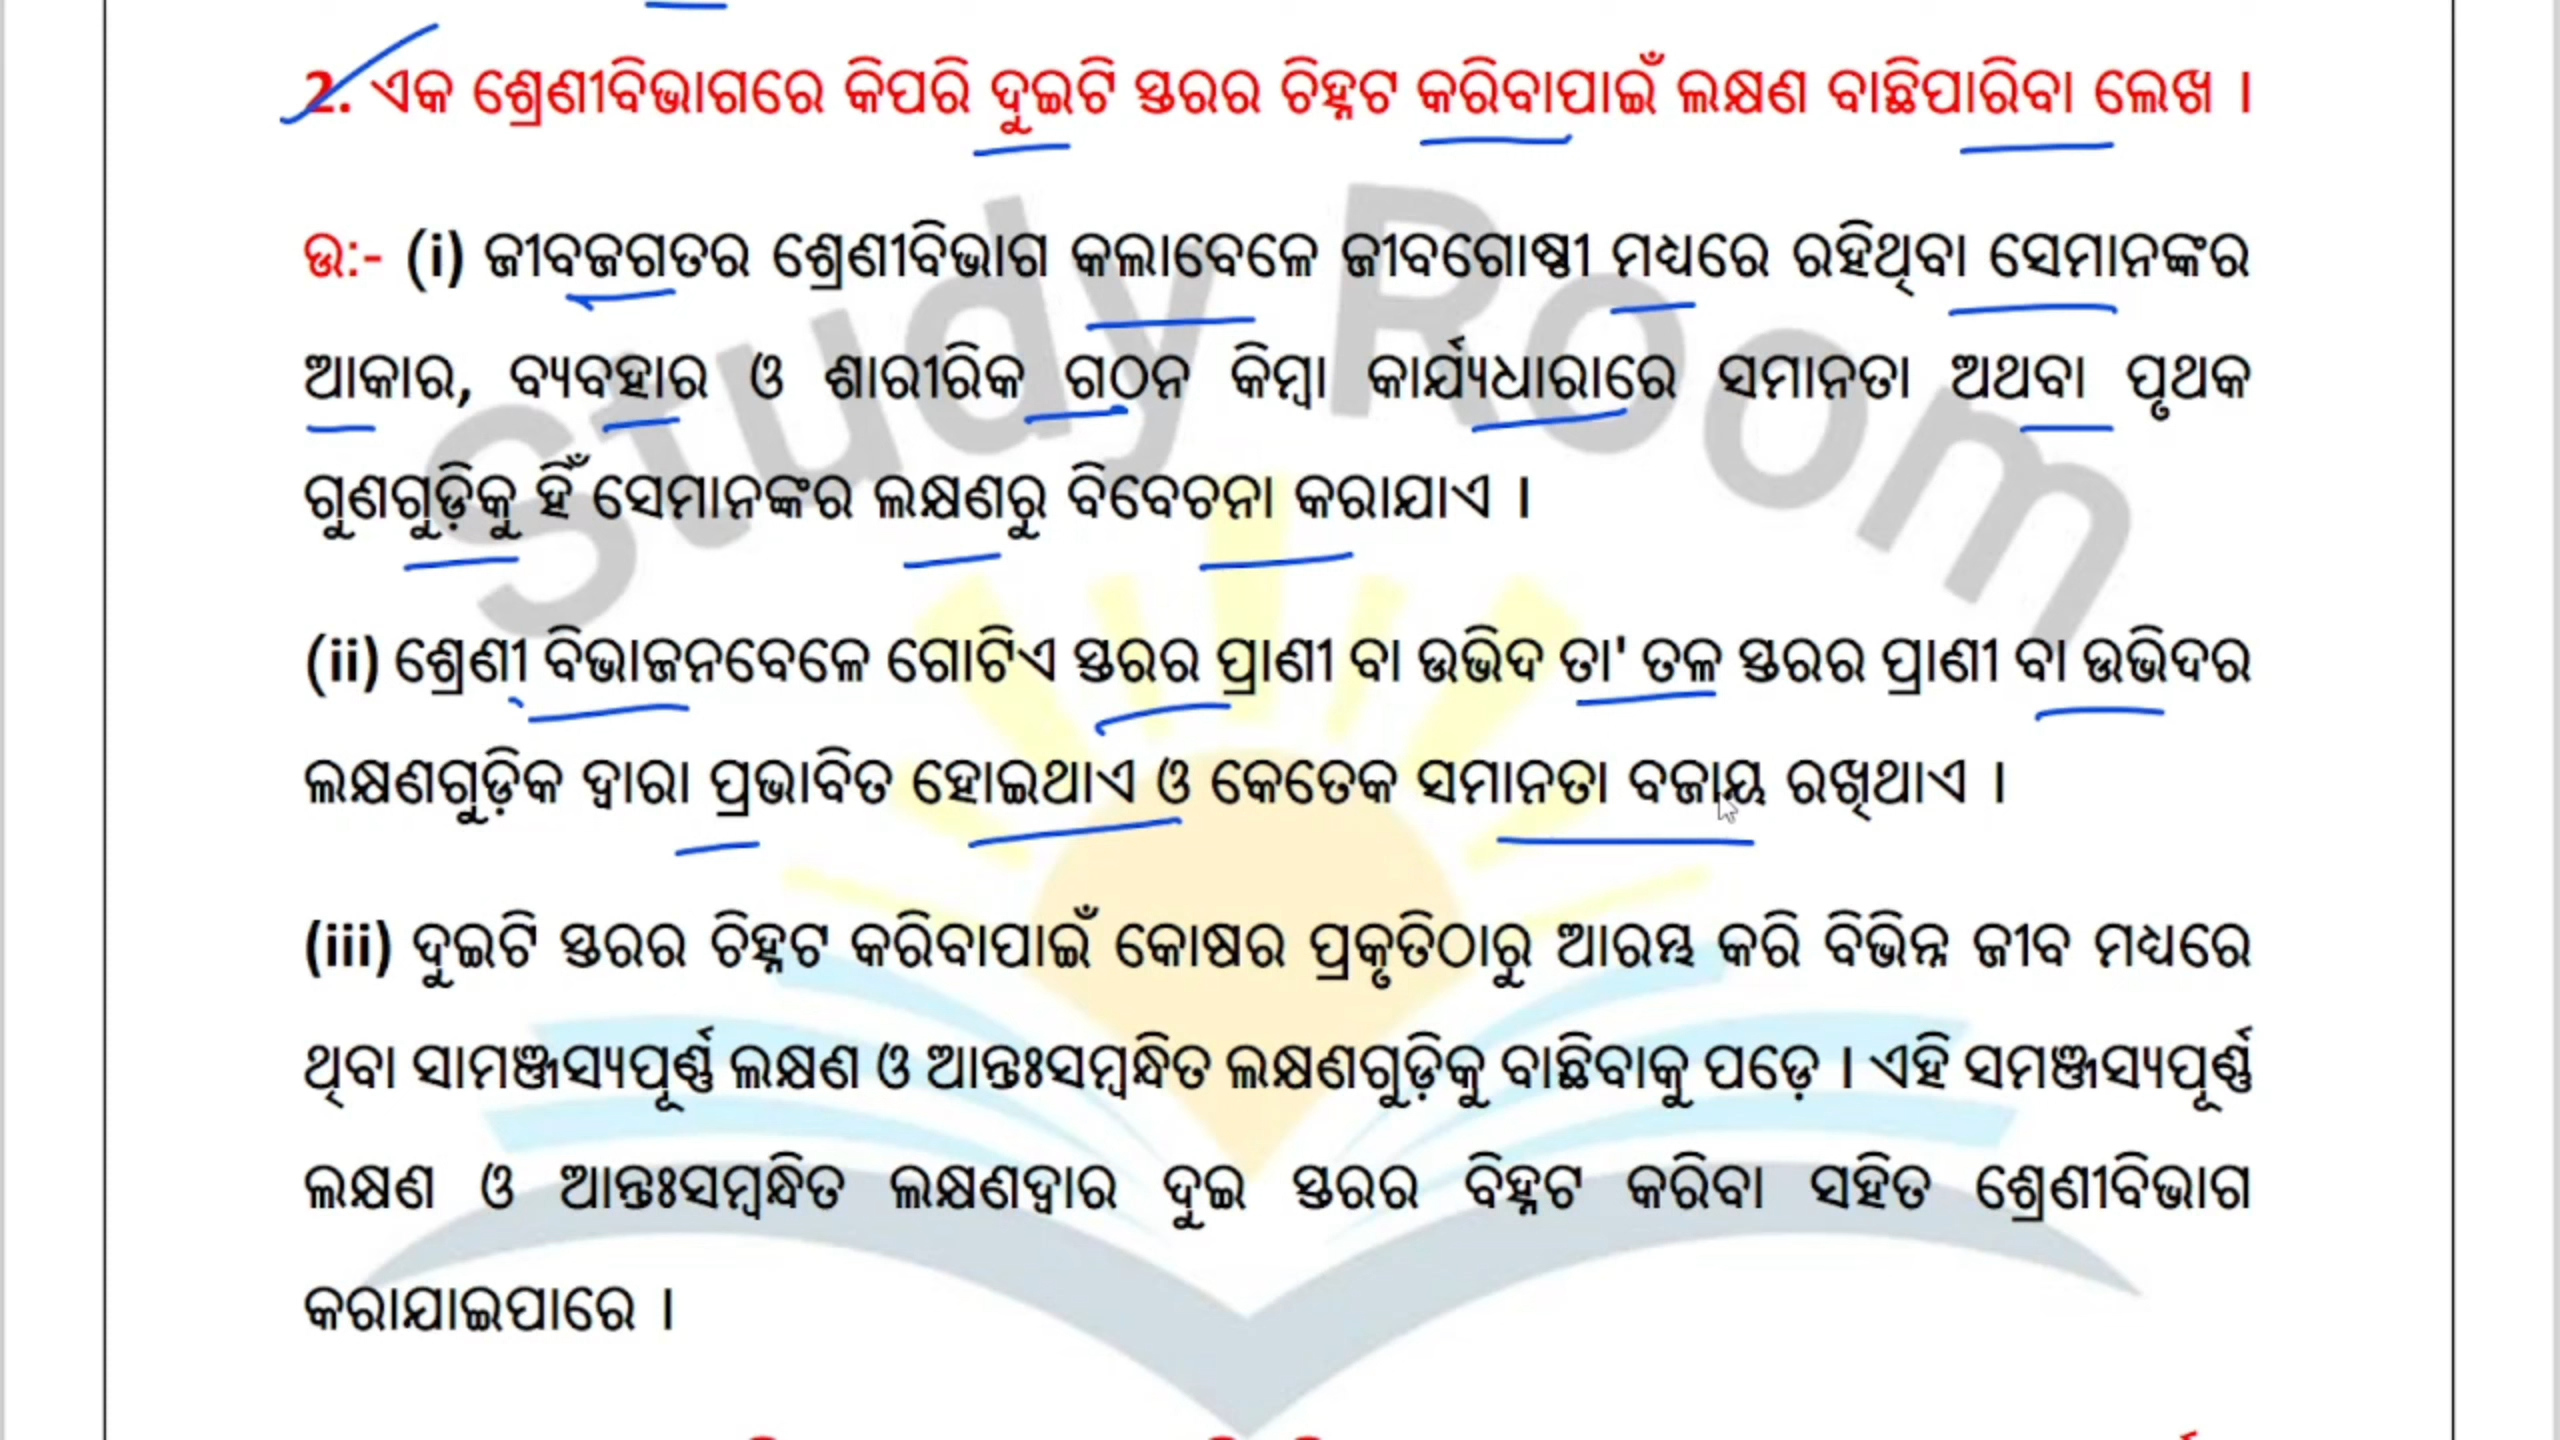 2. ଏକ ଶ୍ରେଣୀବିଭାଗରେ କିପରି ଦୁଇଟି ସ୍ତରର ଚିହ୍ନଟ କରିବାପାଇଁ ଲକ୍ଷଣ ବାଛିପାରିବା ଲେଖ ।
ଉ:- (i) ଜୀବଜଗତର ଶ୍ରେଣୀବିଭାଗ କଲାବେଳେ ଜୀବଗୋଷ୍ଠୀ ମଧ୍ୟରେ ରହିଥିବା ସେମାନଙ୍କର
ଆକାର, ବ୍ୟବହାର ଓ ଶାରୀରିକ ଗଠନ କିମ୍ବା କାର୍ଯ୍ୟଧାରାରେ ସମାନତା ଅଥବା ପୃଥକ
ଗୁଣଗୁଡ଼ିକୁ ହିଁ ସେମାନଙ୍କର ଲକ୍ଷଣରୁ ବିବେଚନା କରାଯାଏ ।
(ii) ଶ୍ରେଣୀ ବିଭାଜନବେଳେ ଗୋଟିଏ ସ୍ତରର ପ୍ରାଣୀ ବା ଉଭିଦ ତା' ତଳ ସ୍ତରର ପ୍ରାଣୀ ବା ଉଭିଦର
ଲକ୍ଷଣଗୁଡ଼ିକ ଦ୍ୱାରା ପ୍ରଭାବିତ ହୋଇଥାଏ ଓ କେତେକ ସମାନତା ବଜାୟ ରଖିଥାଏ ।
(iii) ଦୁଇଟି ସ୍ତରର ଚିହ୍ନଟ କରିବାପାଇଁ କୋଷର ପ୍ରକୃତିଠାରୁ ଆରମ୍ଭ କରି ବିଭିନ୍ନ ଜୀବ ମଧ୍ୟରେ
ଥିବା ସାମଞ୍ଜସ୍ୟପୂର୍ଣ୍ଣ ଲକ୍ଷଣ ଓ ଆନ୍ତଃସମ୍ବନ୍ଧିତ ଲକ୍ଷଣଗୁଡ଼ିକୁ ବାଛିବାକୁ ପଡ଼େ । ଏହି ସମଞ୍ଜସ୍ୟପୂର୍ଣ୍ଣ
ଲକ୍ଷଣ ଓ ଆନ୍ତଃସମ୍ବନ୍ଧିତ ଲକ୍ଷଣଦ୍ୱାର ଦୁଇ ସ୍ତରର ବିହ୍ନଟ କରିବା ସହିତ ଶ୍ରେଣୀବିଭାଗ
କରାଯାଇପାରେ ।
Study Room